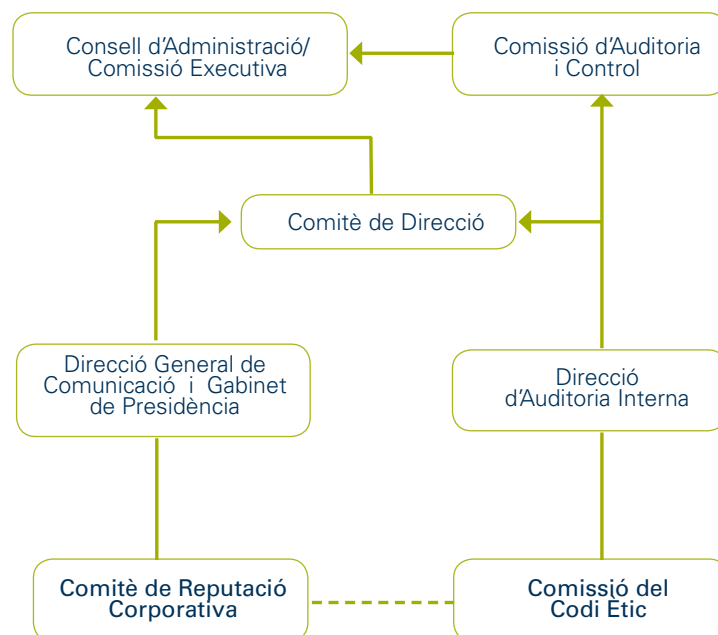 Consell d'Administració/
Comissió Executiva
Comissió d'Auditoria
i Control
Comitè de Direcció
Direcció General de
Comunicació i Gabinet
de Presidència
Direcció
d'Auditoria Interna
Comitè de Reputació
Corporativa
Comissió del
Codi Ètic